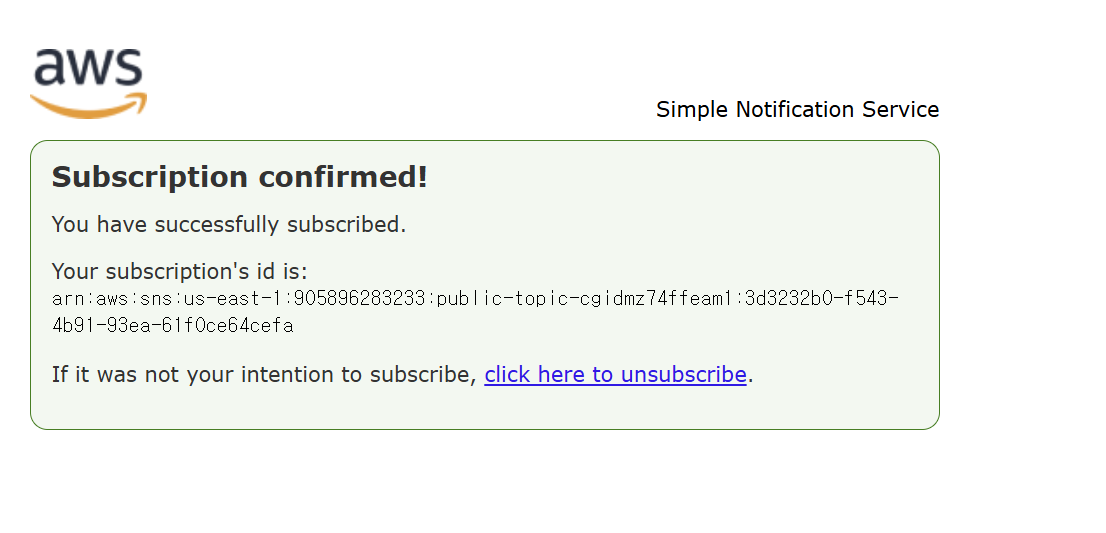 aws
Simple Notification Service
Subscription confirmed!
You have successfully subscribed.
Your subscription's id is:
arn:aws:sns:us-east-1:905896283233:public-topic-cgidmz74ffeam1:3d3232b0-f543-
4b91-93ea-61f0ce64cefa
If it was not your intention to subscribe, click here to unsubscribe.